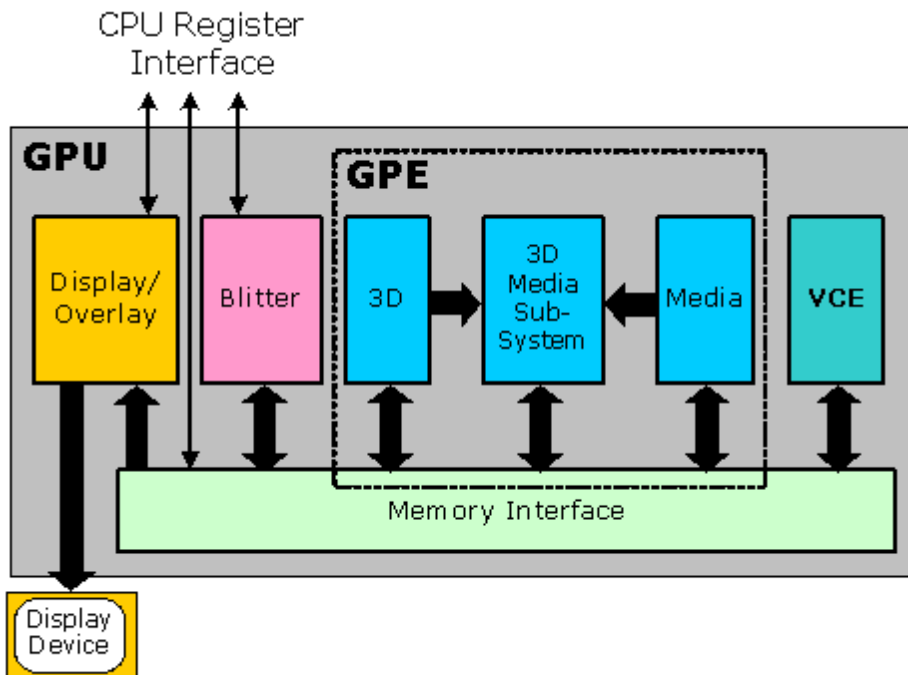 CPU Register
Interface
GPU
GPE
Display/
Overlay
Blitter
3D
3D
Media
Sub-
System
Media
VCE
Memory Interface
Display
Device